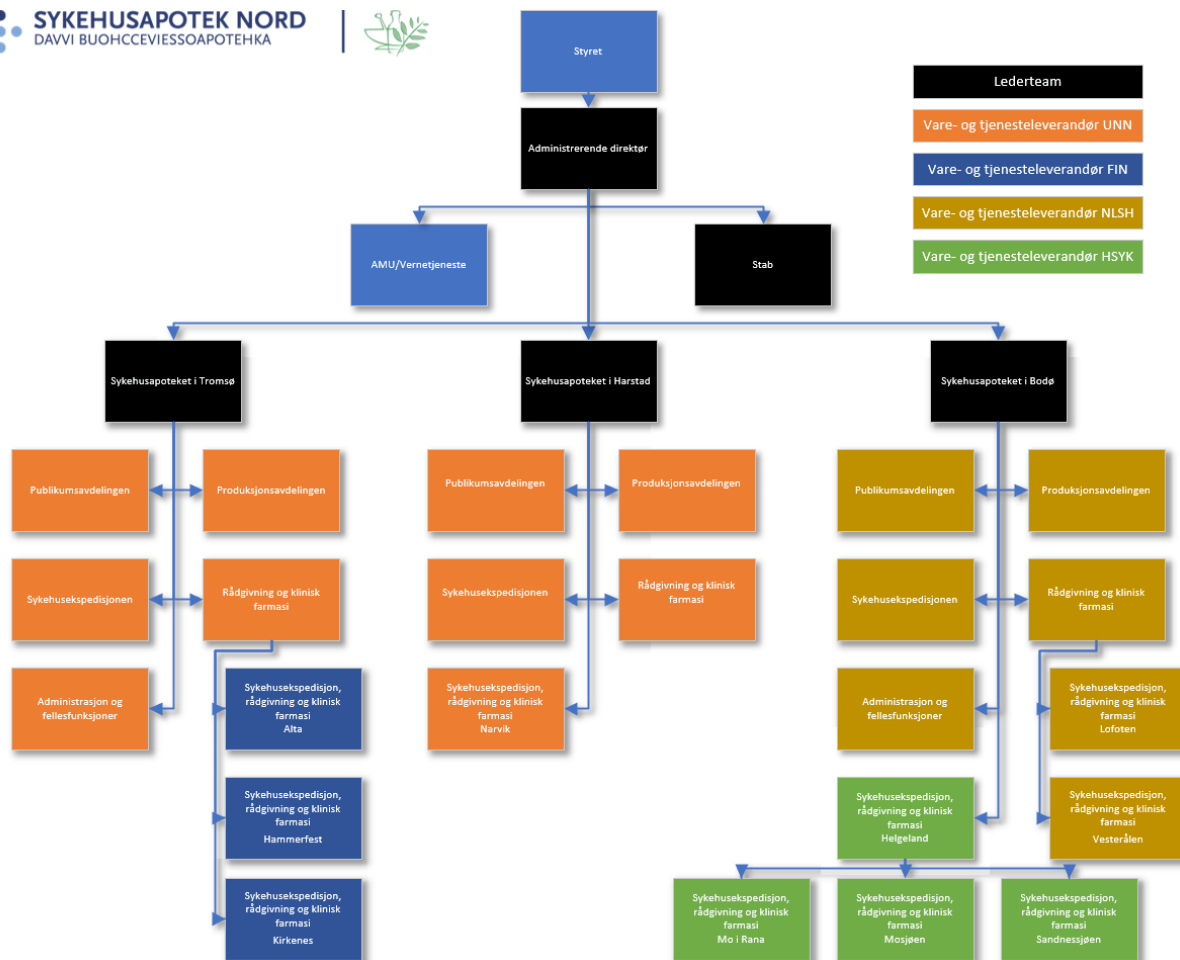 SYKEHUSAPOTEK NORD
DAVVI BUOHCCEVIESSOAPOTEHKA
Styret
Lederteam
Vare- og tjenesteleverandør UNN
Vare- og tjenesteleverandør FIN
Vare- og tjenesteleverandør NLSH
Vare- og tjenesteleverandør HSYK
Administrerende direktør
AMU/Vernetjeneste
Stab
Sykehusapoteket i Tromsø
Sykehusapoteket i Harstad
Sykehusapoteket i Bodø
Publikumsavdelingen
Produksjonsavdelingen
Publikumsavdelingen
Produksjonsavdelingen
Publikumsavdelingen
Produksjonsavdelingen
Sykehusekspedisjonen
Rådgivning og klinisk
farmasi
Sykehusekspedisjonen
Rådgivning og klinisk
farmasi
Sykehusekspedisjonen
Rådgivning og klinisk
farmasi
Administrasjon og
fellesfunksjoner
Sykehusekspedisjon,
rådgivning og klinisk
farmasi
Alta
Sykehusekspedisjon,
rådgivning og klinisk
farmasi
Narvik
Administrasjon og
fellesfunksjoner
Sykehusekspedisjon,
rådgivning og klinisk
farmasi
Lofoten
Sykehusekspedisjon,
rådgivning og klinisk
farmasi
Hammerfest
Sykehusekspedisjon,
rådgivning og klinisk
farmasi
Helgeland
Sykehusekspedisjon,
rådgivning og klinisk
farmasi
Vesterålen
Sykehusekspedisjon,
rådgivning og klinisk
farmasi
Kirkenes
Sykehusekspedisjon,
rådgivning og klinisk
farmasi
Mo i Rana
Sykehusekspedisjon,
rådgivning og klinisk
farmasi
Mosjøen
Sykehusekspedisjon,
rådgivning og klinisk
farmasi
Sandnessjøen